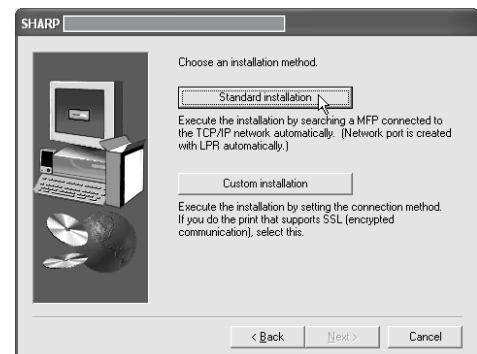 SHARP
Choose an installation method.
Standard installation
Execute the installation by searching a MFP connected to
the TCP/IP network automatically. (Network port is created
with LPR automatically.)
Custom installation
Execute the installation by setting the connection method.
If you do the print that supports SSL (encrypted
communication), select this.
< Back
Next >
Cancel